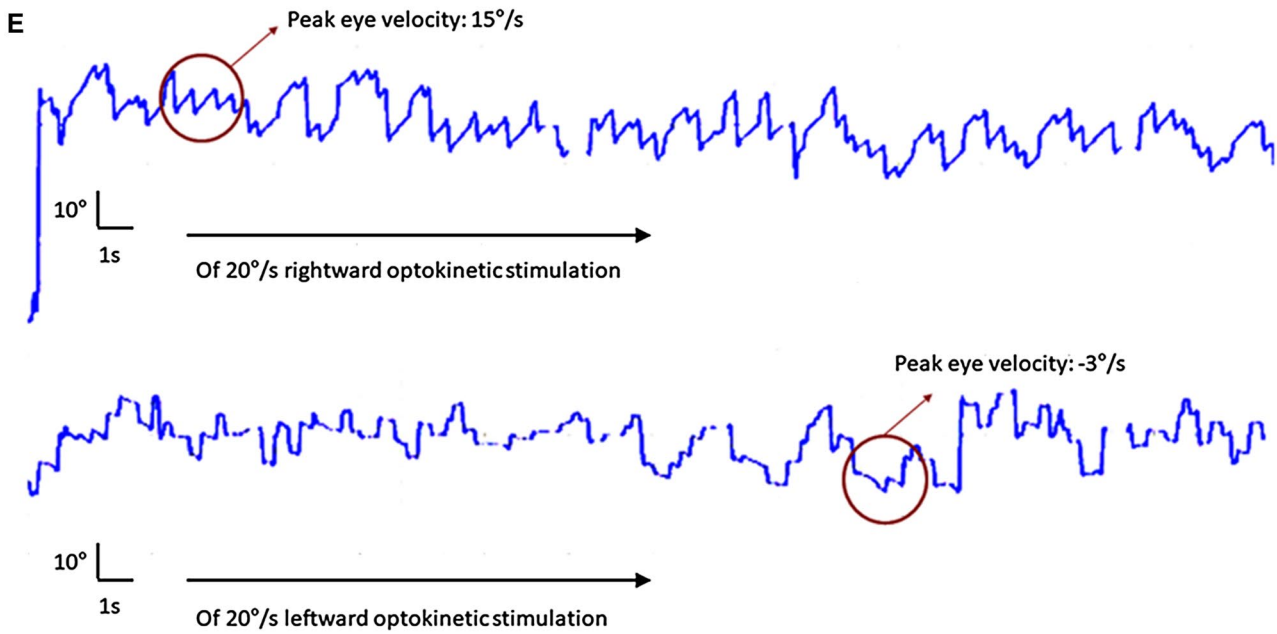 E
Peak eye velocity: 15°/s
10°
1s
Of 20°/s rightward optokinetic stimulation
Peak eye velocity: -3°/s
10°
1s
Of 20°/s leftward optokinetic stimulation